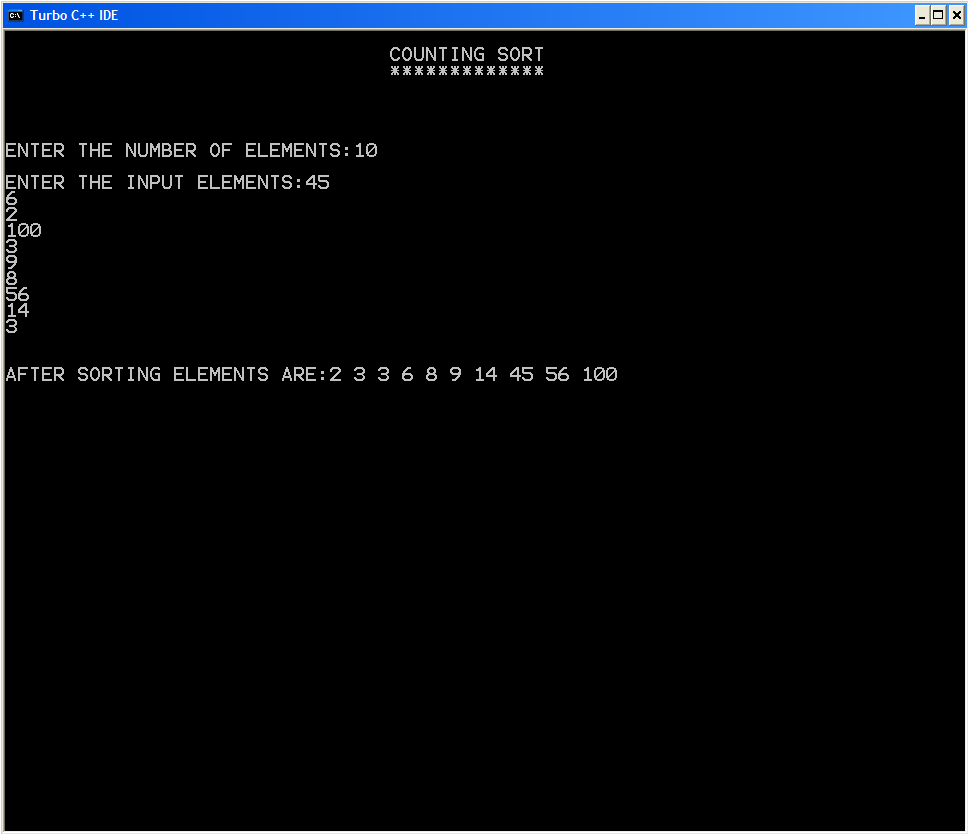 Turbo C++ IDE
COUNTING SORT
*************
ENTER THE NUMBER OF ELEMENTS:10
ENTER THE INPUT ELEMENTS:45
6
2
100
3
9
8
56
14
3
AFTER SORTING ELEMENTS ARE:2 3 3 6 8 9 14 45 56 100